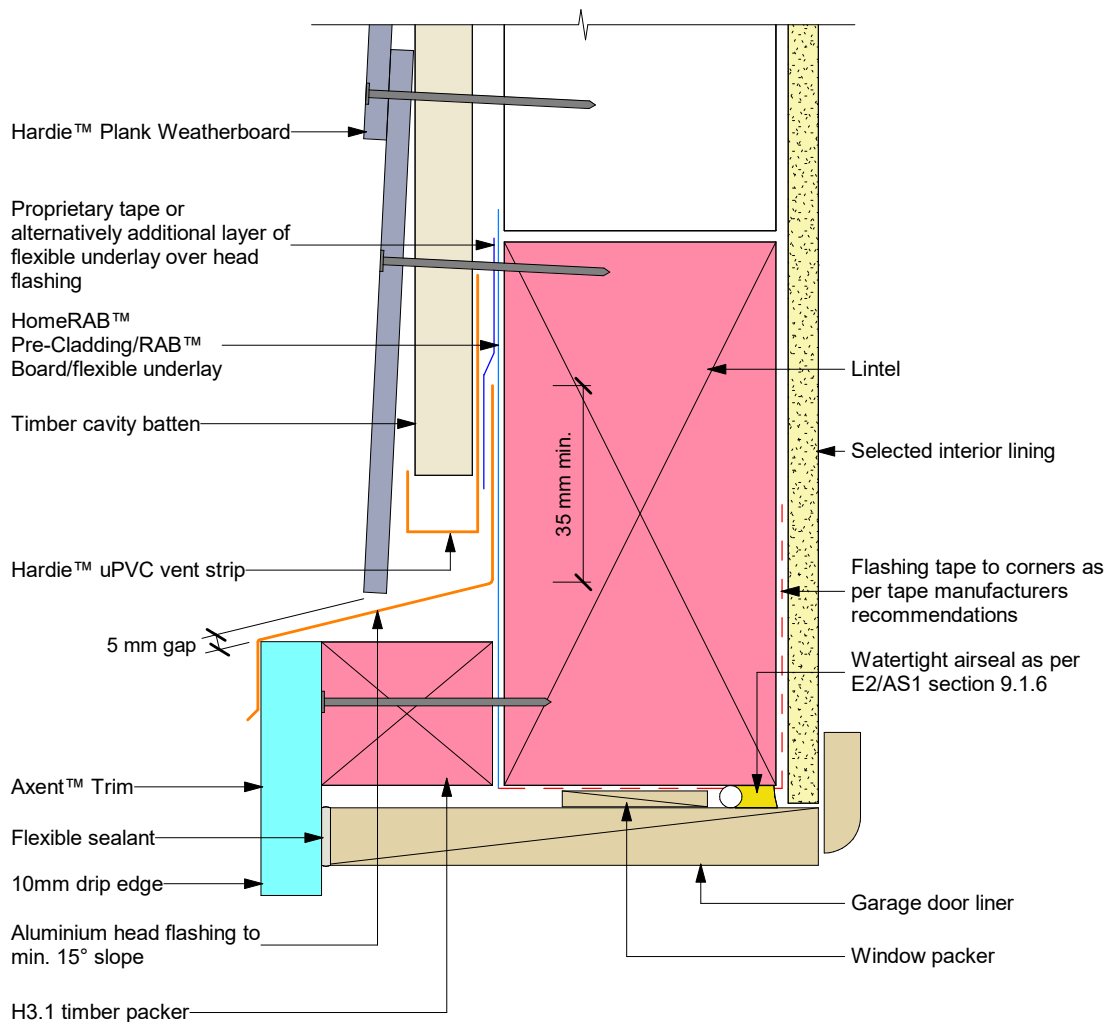 Hardie™ Plank Weatherboard
Proprietary tape or
alternatively additional layer of
flexible underlay over head
flashing
HomeRAB™
Pre-Cladding/RAB™
Board/flexible underlay
Timber cavity batten
Hardie™ uPVC vent strip
5 mm gap
Axent™ Trim
Flexible sealant
10mm drip edge
Aluminium head flashing to
min. 15° slope
H3.1 timber packer
35 mm min.
Lintel
Selected interior lining
Flashing tape to corners as
per tape manufacturers
recommendations
Watertight airseal as per
E2/AS1 section 9.1.6
Garage door liner
Window packer